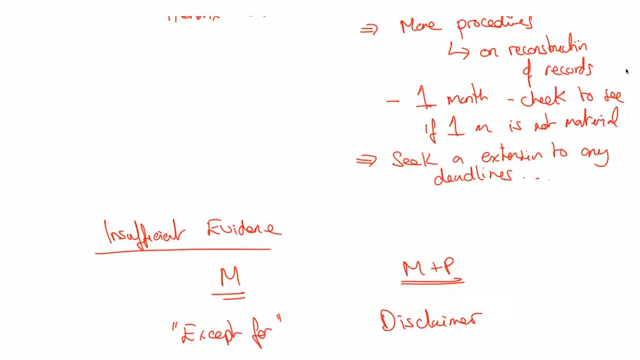 ⇒ More procedures
↳ on reconstruction
of records
- 1 month - check to see
if 1 m is not material
⇒ Seek a extension to any
deadlines ...
Insufficient Evidence
M
M+P
"Except for"
Disclaimer